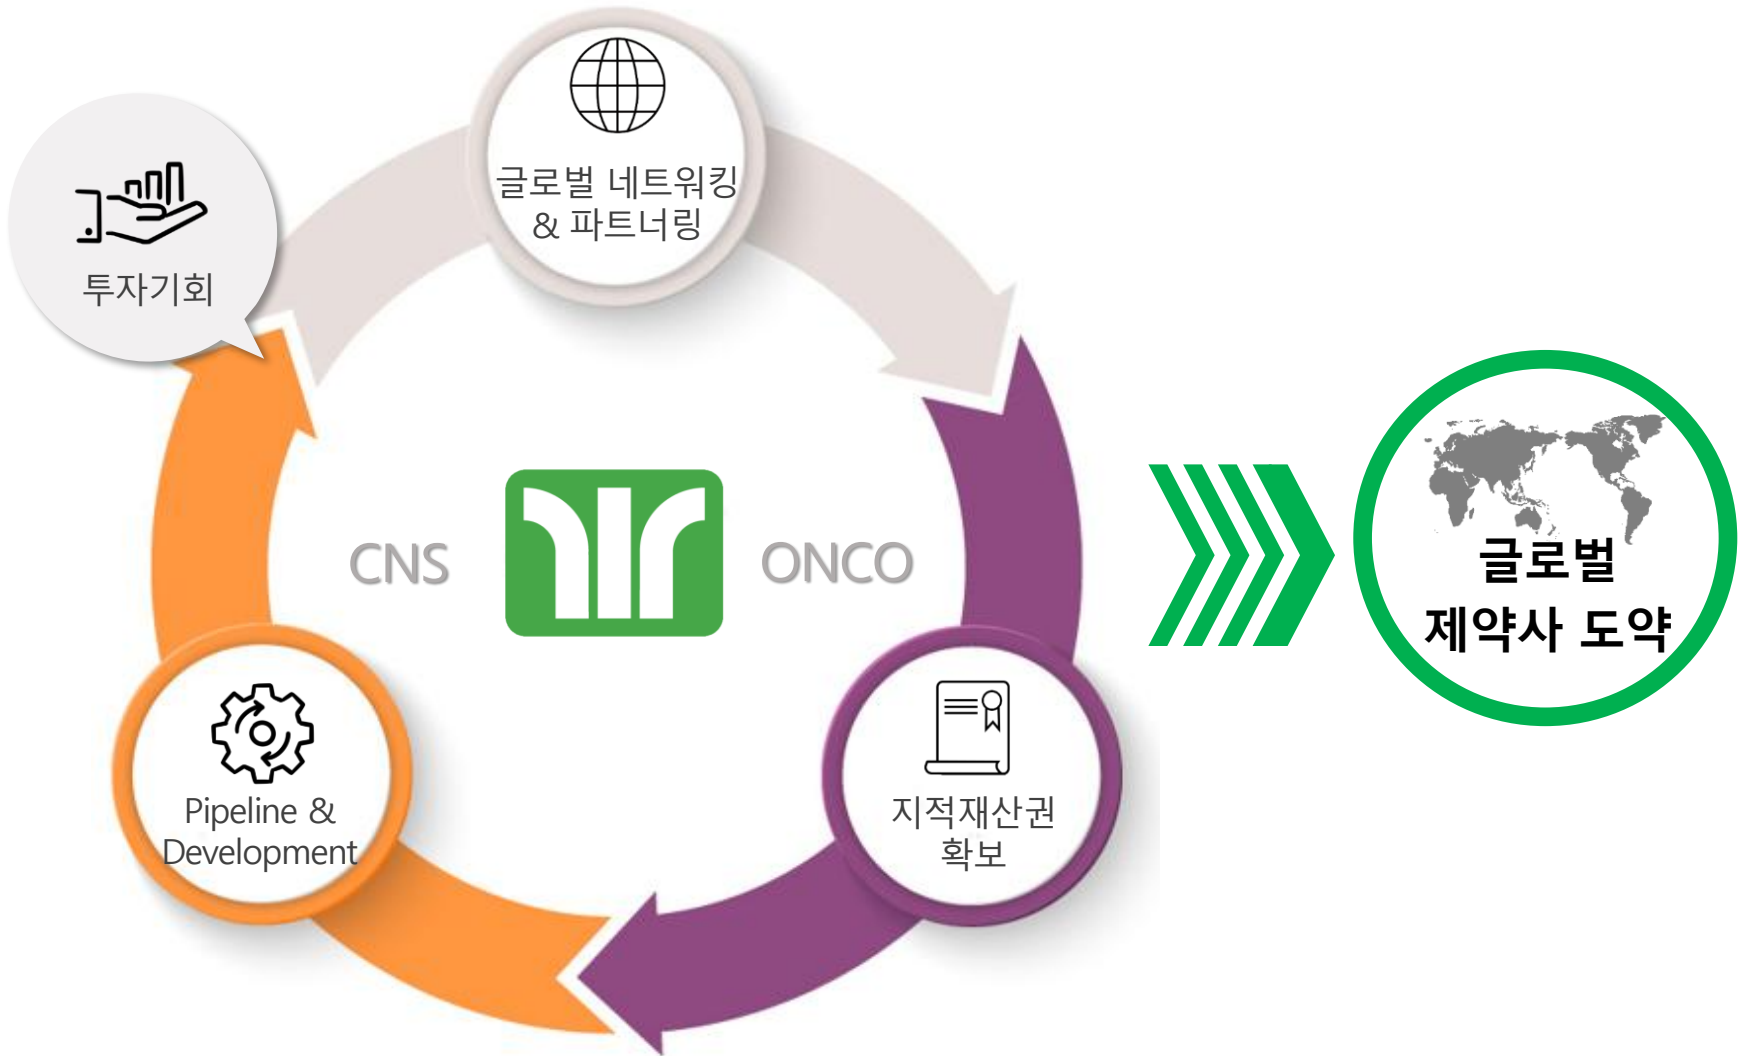 글로벌 네트워킹
& 파트너링
투자기회
CNS
ONCO
글로벌
제약사 도약
Pipeline &
Development
지적재산권
확보